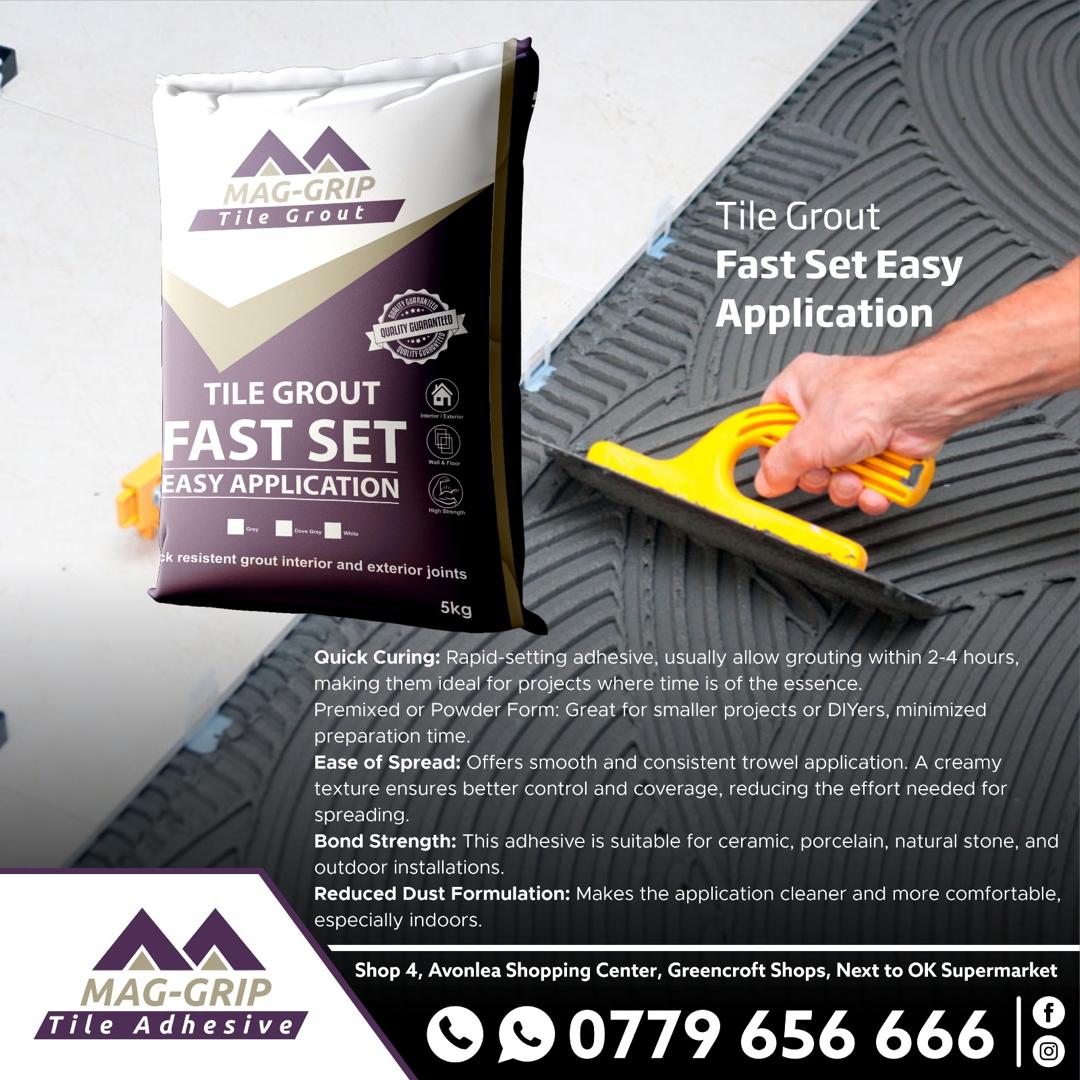 MAG-GRIP
Tile Grout
QUALITY GUARANTEED
QUALITY GUARANTEED
QUALITY GUARANTEED
TILE GROUT
FAST SET
EASY APPLICATION
Interior / Exterior
Wall & Floor
High Strength
Grey
Dove Grey
White
ck resistent grout interior and exterior joints
5kg
Tile Grout
Fast Set Easy
Application
Quick Curing: Rapid-setting adhesive, usually allow grouting within 2-4 hours,
making them ideal for projects where time is of the essence.
Premixed or Powder Form: Great for smaller projects or DIYers, minimized
preparation time.
Ease of Spread: Offers smooth and consistent trowel application. A creamy
texture ensures better control and coverage, reducing the effort needed for
spreading.
Bond Strength: This adhesive is suitable for ceramic, porcelain, natural stone, and
outdoor installations.
Reduced Dust Formulation: Makes the application cleaner and more comfortable,
especially indoors.
MAG-GRIP
Tile Adhesive
Shop 4, Avonlea Shopping Center, Greencroft Shops, Next to OK Supermarket
0779 656 666